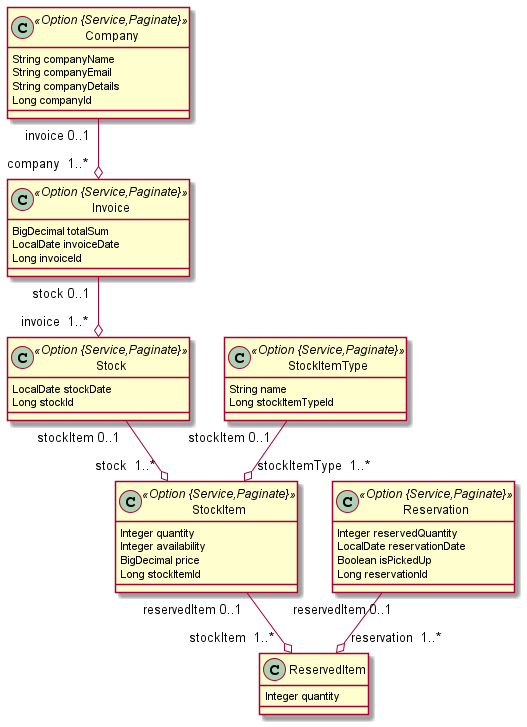 C «Option {Service,Paginate}»
Company
String companyName
String companyEmail
String companyDetails
Long companyId
invoice 0..1
company 1..*
C «Option {Service,Paginate}»
Invoice
BigDecimal totalSum
LocalDate invoiceDate
Long invoiceId
stock 0..1
invoice 1..*
C «Option {Service,Paginate}»
Stock
LocalDate stockDate
Long stockId
C «Option {Service,Paginate}»
StockItemType
String name
Long stockItemTypeId
stockItem 0..1
stockItem 0..1
stock 1..*
stockItemType 1..*
C «Option {Service,Paginate}»
StockItem
Integer quantity
Integer availability
BigDecimal price
Long stockItemId
C «Option {Service,Paginate}»
Reservation
Integer reservedQuantity
LocalDate reservationDate
Boolean isPickedUp
Long reservationId
reservedItem 0..1
reservedItem 0..1
stockItem 1..*
reservation 1..*
C ReservedItem
Integer quantity